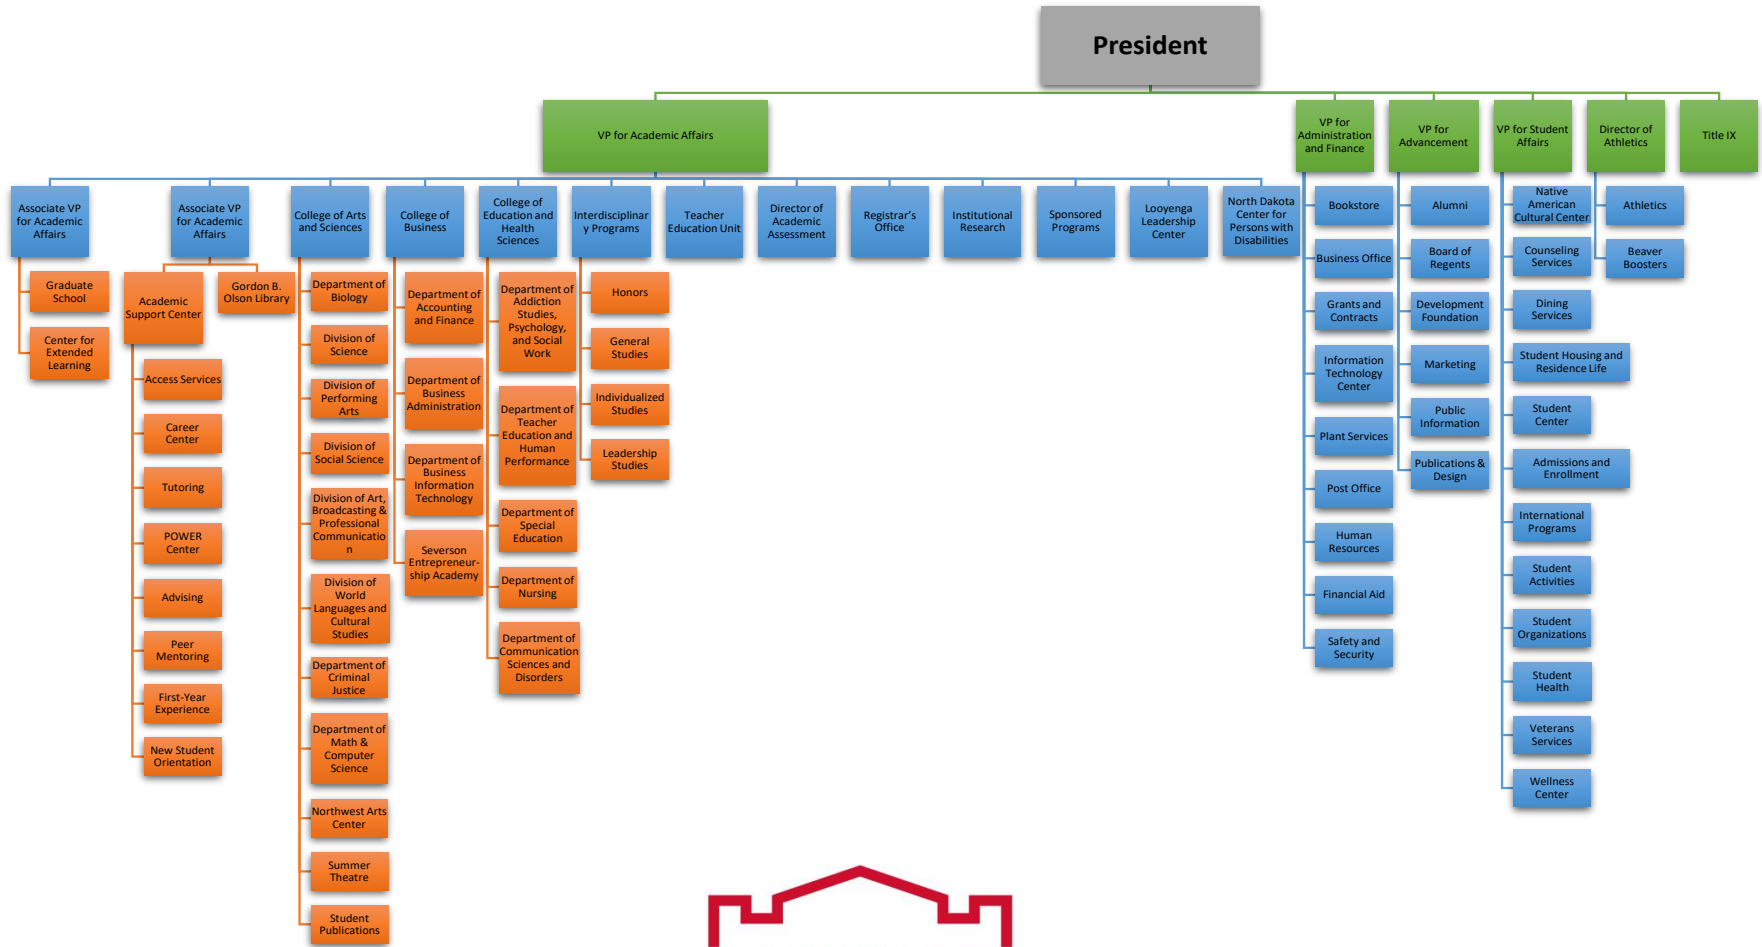 President
VP for Academic Affairs
VP for
Administration
and Finance
VP for
Advancement
VP for Student
Affairs
Director of
Athletics
Title IX
Associate VP
for Academic
Affairs
Associate VP
for Academic
Affairs
College of Arts
and Sciences
College of
Business
College of
Education and
Health
Sciences
Interdisciplinar
y Programs
Teacher
Education Unit
Director of
Academic
Assessment
Registrar's
Office
Institutional
Research
Sponsored
Programs
Looyenga
Leadership
Center
North Dakota
Center for
Persons with
Disabilities
Graduate
School
Center for
Extended
Learning
Academic
Support Center
Gordon B.
Olson Library
Access Services
Career
Center
Tutoring
POWER
Center
Advising
Peer
Mentoring
First-Year
Experience
New Student
Orientation
Department of
Biology
Division of
Science
Division of
Performing
Arts
Division of
Social Science
Division of Art,
Broadcasting &
Professional
Communicatio
n
Division of
World
Languages and
Cultural
Studies
Department of
Criminal
Justice
Department of
Math &
Computer
Science
Northwest Arts
Center
Summer
Theatre
Student
Publications
Department of
Accounting
and Finance
Department of
Business
Administration
Department of
Business
Information
Technology
Severson
Entrepreneur-
ship Academy
Department of
Addiction
Studies,
Psychology,
and Social
Work
Department of
Teacher
Education and
Human
Performance
Department of
Special
Education
Department of
Nursing
Department of
Communication
Sciences and
Disorders
Honors
General
Studies
Individualized
Studies
Leadership
Studies
Bookstore
Business Office
Grants and
Contracts
Information
Technology
Center
Plant Services
Post Office
Human
Resources
Financial Aid
Safety and
Security
Alumni
Board of
Regents
Development
Foundation
Marketing
Public
Information
Publications &
Design
Native
American
Cultural Center
Counseling
Services
Dining
Services
Student Housing and
Residence Life
Student
Center
Admissions and
Enrollment
International
Programs
Student
Activities
Student
Organizations
Student
Health
Veterans
Services
Wellness
Center
Athletics
Beaver
Boosters